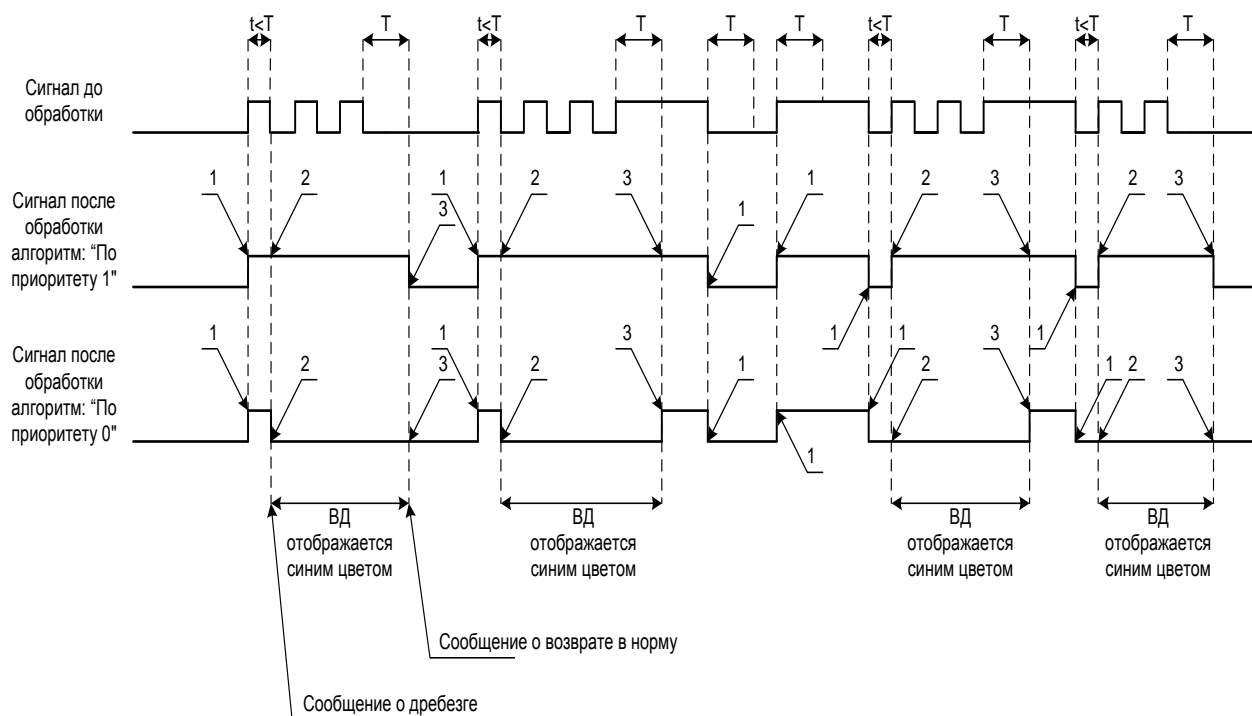 t<T
T
t<T
T
T
T
t<T
T
t<T
T
Сигнал до
обработки
1
2
1
2
3
1
2
3
2
3
Сигнал после
обработки
алгоритм: “По
приоритету 1"
3
1
1
1
Сигнал после
обработки
алгоритм: “По
приоритету 0"
1
2
3
1
2
3
1
1
1
2
3
1
2
3
ВД
отображается
синим цветом
ВД
отображается
синим цветом
ВД
отображается
синим цветом
ВД
отображается
синим цветом
Сообщение о возврате в норму
Сообщение о дребезге